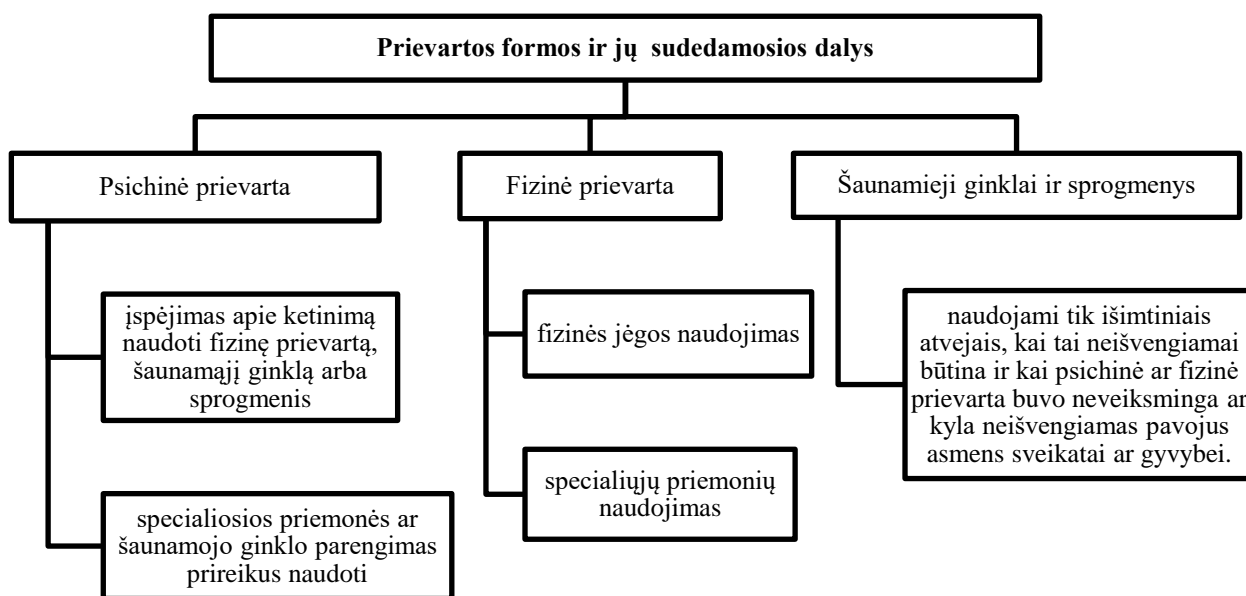 Prievartos formos ir jų sudedamosios dalys
Psichinė prievarta
Fizinė prievarta
Šaunamieji ginklai ir sprogmenys
įspėjimas apie ketinimą
naudoti fizinę prievartą,
šaunamąjį ginklą arba
sprogmenis
specialiosios priemonės ar
šaunamojo ginklo parengimas
prireikus naudoti
fizinės jėgos naudojimas
specialiųjų priemonių
naudojimas
naudojami tik išimtiniais
atvejais, kai tai neišvengiamai
būtina ir kai psichinė ar fizinė
prievarta buvo neveiksminga ar
kyla neišvengiamas pavojus
asmens sveikatai ar gyvybei.